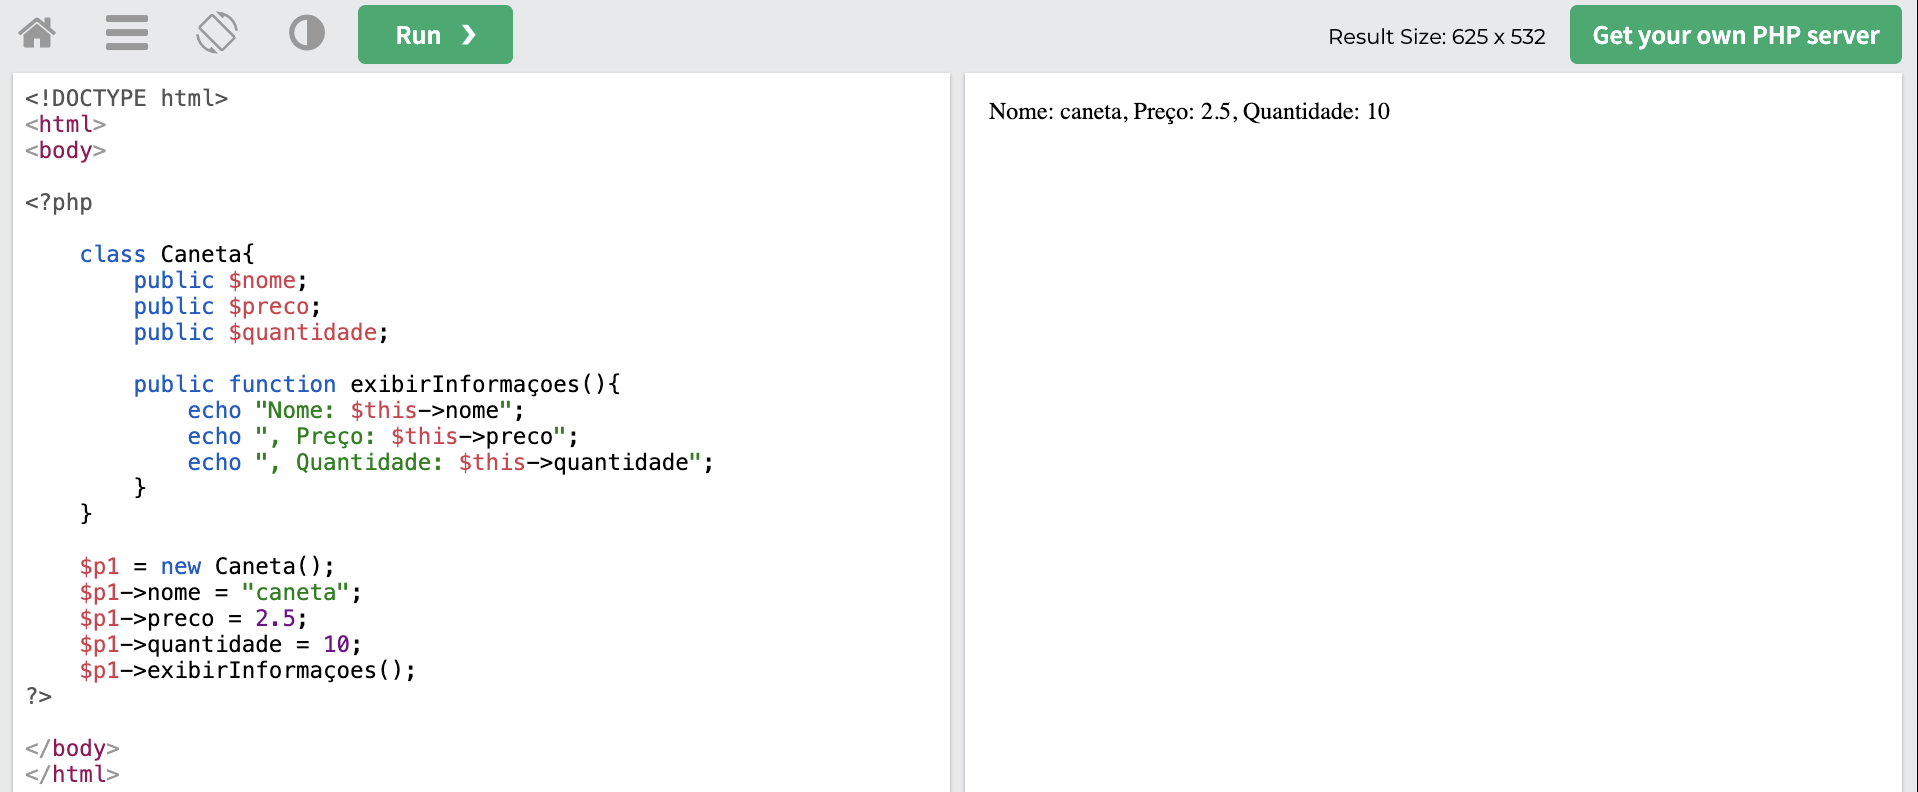 Run ❯
Result Size: 625 x 532
Get your own PHP server
<!DOCTYPE html>
<html>
<body>
<?php
class Caneta{
public $nome;
public $preco;
public $quantidade;
public function exibirInformaçoes(){
echo "Nome: $this->nome";
echo ", Preço: $this->preco";
echo ", Quantidade: $this->quantidade";
}
}
$p1 = new Caneta();
$p1->nome = "caneta";
$p1->preco = 2.5;
$p1->quantidade = 10;
$p1->exibirInformaçoes();
?>
</body>
</html>
Nome: caneta, Preço: 2.5, Quantidade: 10